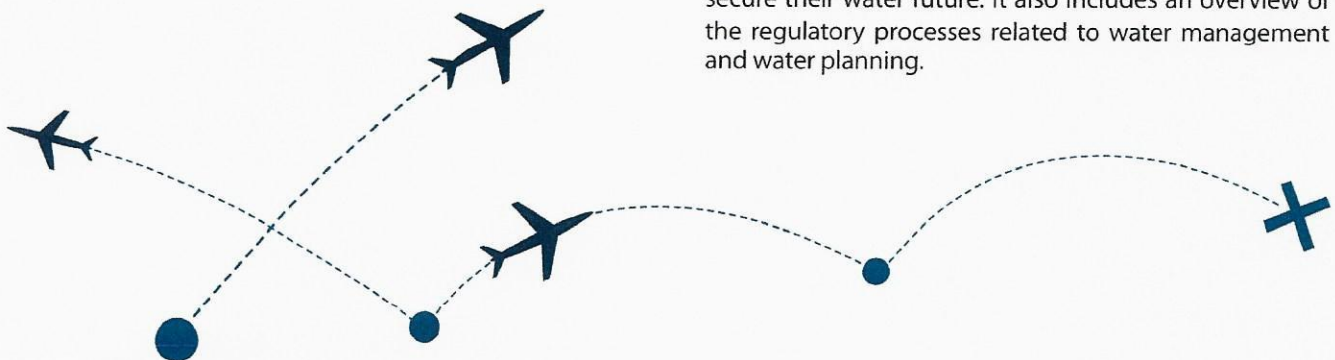 secure their water future. It also includes an overview of
the regulatory processes related to water management
and water planning.